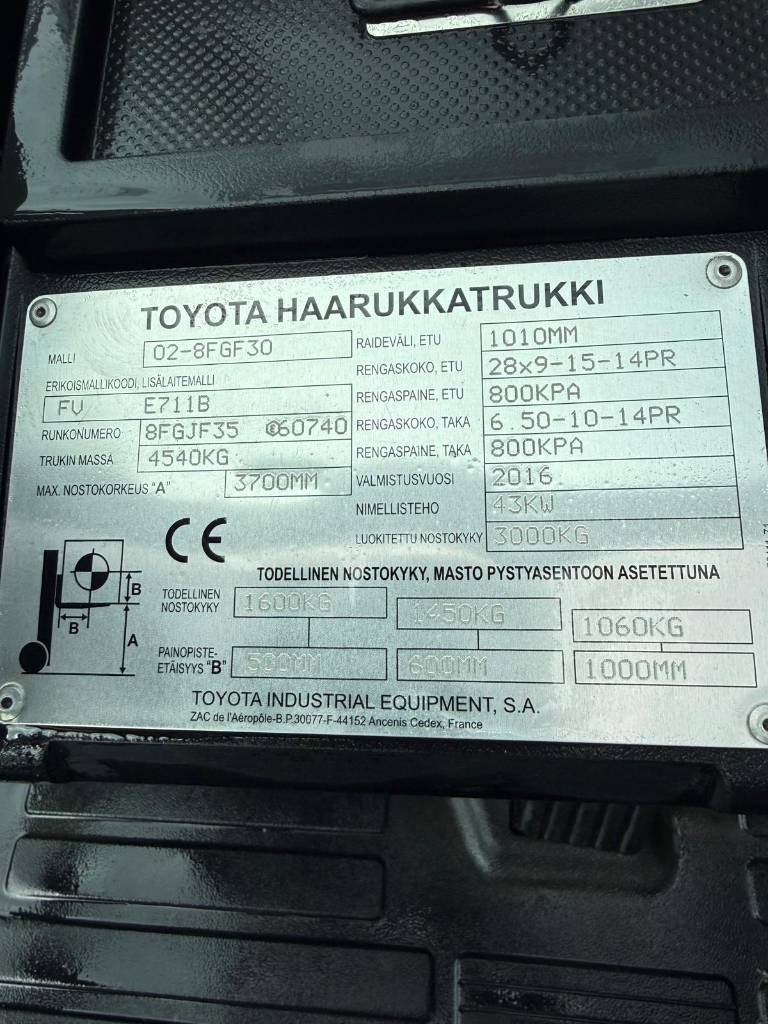 TOYOTA HAARUKKATRUKKI
MALLI 02-8FGF30
ERIKOISMALLIKOODI, LISÄLAITEMALLI
FV E711B
RUNKONUMERO 8FGJF35 60740
TRUKIN MASSA 4540KG
MAX. NOSTOKORKEUS "A" 3700MM
RAIDEVÄLI, ETU 1010MM
RENGASKOKO, ETU 28x9-15-14PR
RENGASPAINE, ETU 800KPA
RENGASKOKO, TAKA 6.50-10-14PR
RENGASPAINE, TAKA 800KPA
VALMISTUSVUOSI 2016
NIMELLISTEHO 43KW
LUOKITETTU NOSTOKYKY 3000KG
CE
B
B
A
TODELLINEN NOSTOKYKY, MASTO PYSTYASENTOON ASETETTUNA
TODELLINEN
NOSTOKYKY 1600KG 1450KG 1060KG
PAINOPISTE-
ETÄISYYS "B" 500MM 600MM 1000MM
TOYOTA INDUSTRIAL EQUIPMENT, S.A.
ZAC de l'Aéropôle-B.P.30077-F-44152 Ancenis Cedex, France